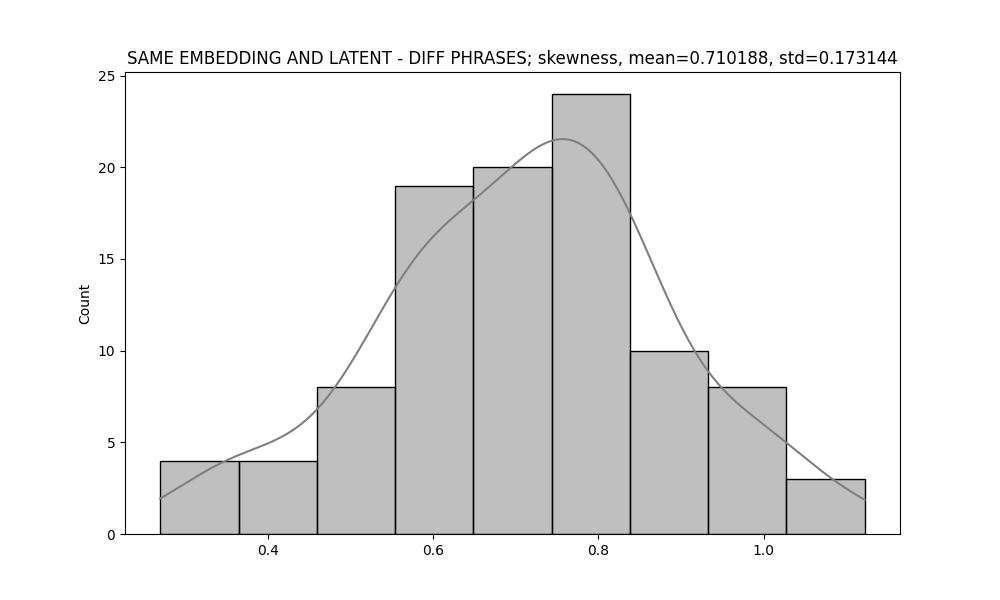 SAME EMBEDDING AND LATENT - DIFF PHRASES; skewness, mean=0.710188, std=0.173144
25
20
15
10
5
0
Count
0.4 0.6 0.8 1.0